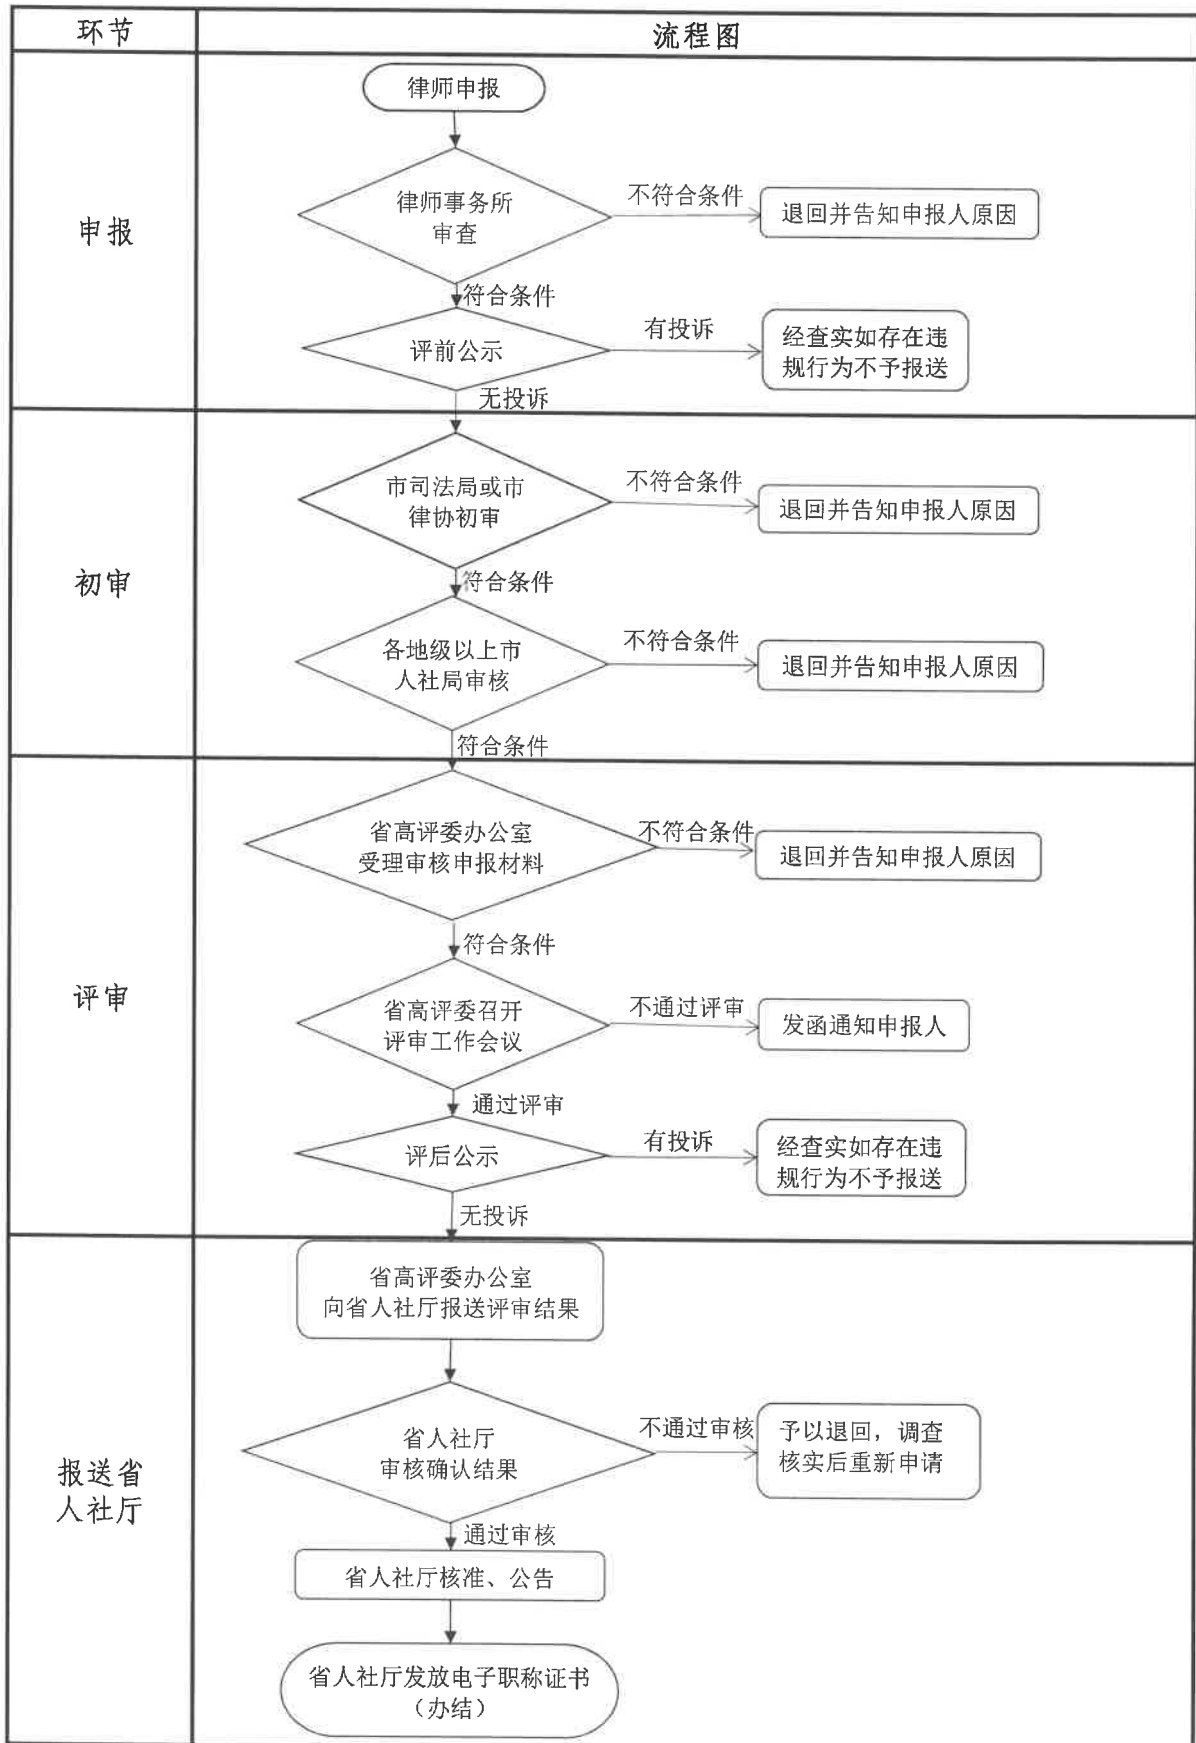 环节
流程图
律师申报
申报
律师事务所
审查
不符合条件
退回并告知申报人原因
符合条件
评前公示
有投诉
经查实如存在违
规行为不予报送
无投诉
初审
市司法局或市
律协初审
不符合条件
退回并告知申报人原因
符合条件
各地级以上市
人社局审核
不符合条件
退回并告知申报人原因
符合条件
评审
省高评委办公室
受理审核申报材料
不符合条件
退回并告知申报人原因
符合条件
省高评委召开
评审工作会议
不通过评审
发函通知申报人
通过评审
评后公示
有投诉
经查实如存在违
规行为不予报送
无投诉
报送省
人社厅
省高评委办公室
向省人社厅报送评审结果
省人社厅
审核确认结果
不通过审核
予以退回，调查
核实后重新申请
通过审核
省人社厅核准、公告
省人社厅发放电子职称证书
（办结）